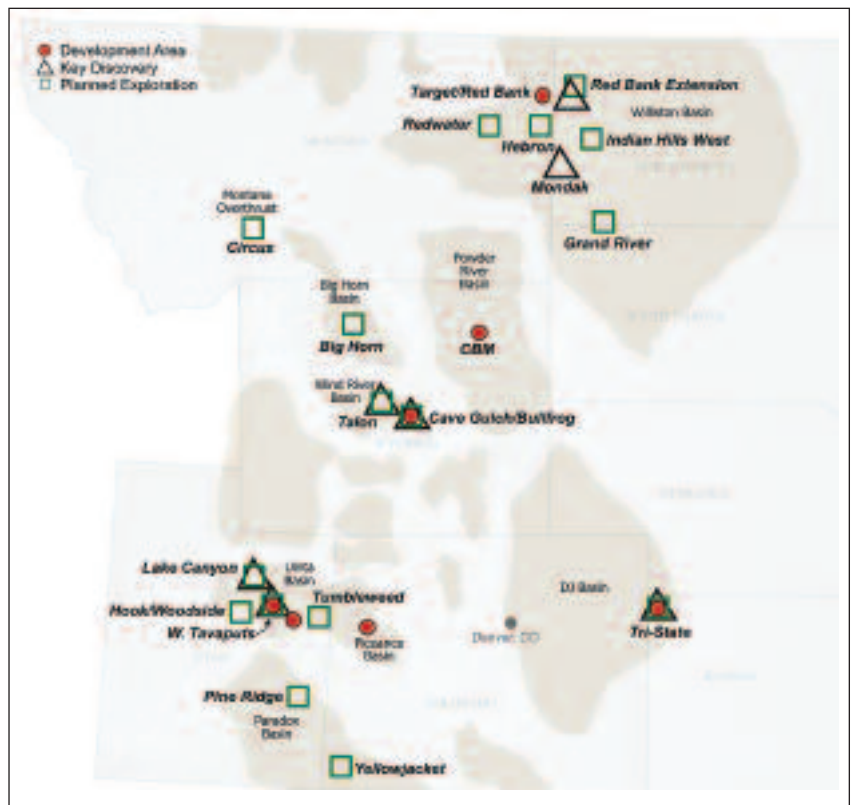 Development Area
Key Discovery
Planned Exploration
Target/Red Bank
Red Bank Extension
Williston Basin
Redwater
Hebron
Indian Hills West
Mondak
Montana
Overthrust
Circus
Grand River
Powder
River
Basin
Big Horn
Basin
Big Horn
CBM
Wind River
Basin
Talon
Cave Gulch/Bullfrog
Lake Canyon
Uinta
Basin
Hook/Woodside
Tumbleweed
W. Tavaputs
Piceance
Basin
Denver, CO
DJ Basin
Tri-State
Pine Ridge
Paradox
Basin
Yellowjacket